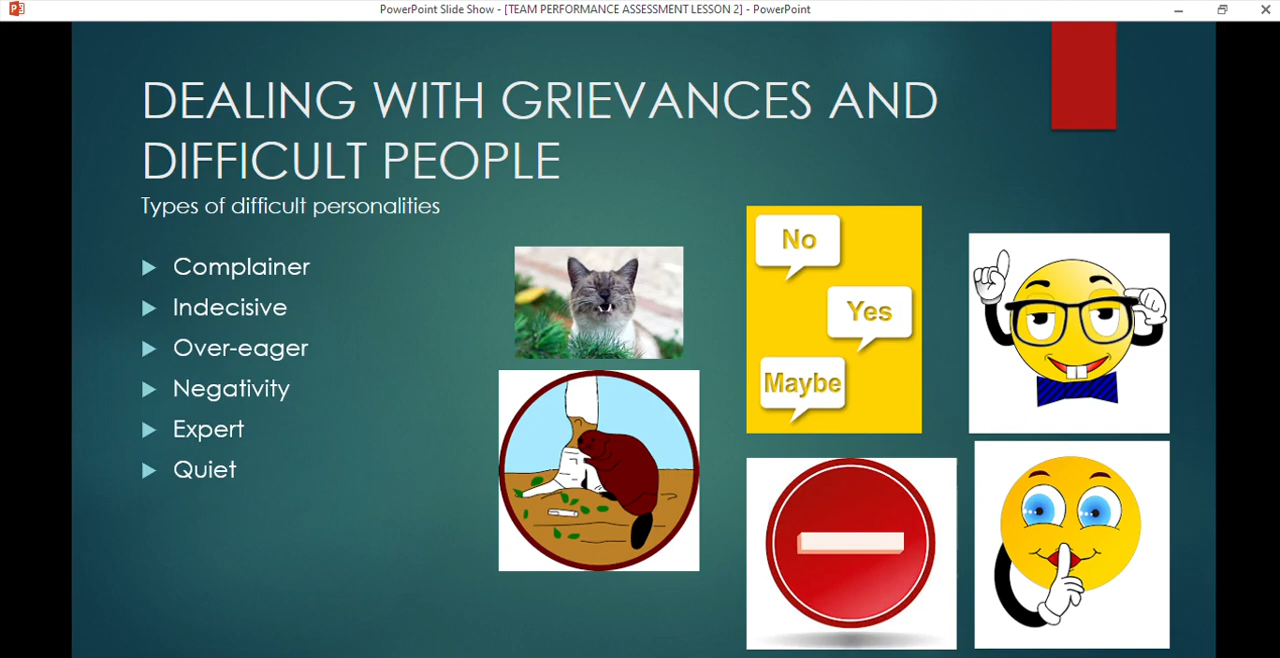 PowerPoint Slide Show - [TEAM PERFORMANCE ASSESSMENT LESSON 2] - PowerPoint
DEALING WITH GRIEVANCES AND
DIFFICULT PEOPLE
Types of difficult personalities
Complainer
Indecisive
Over-eager
Negativity
Expert
Quiet
No
Yes
Maybe